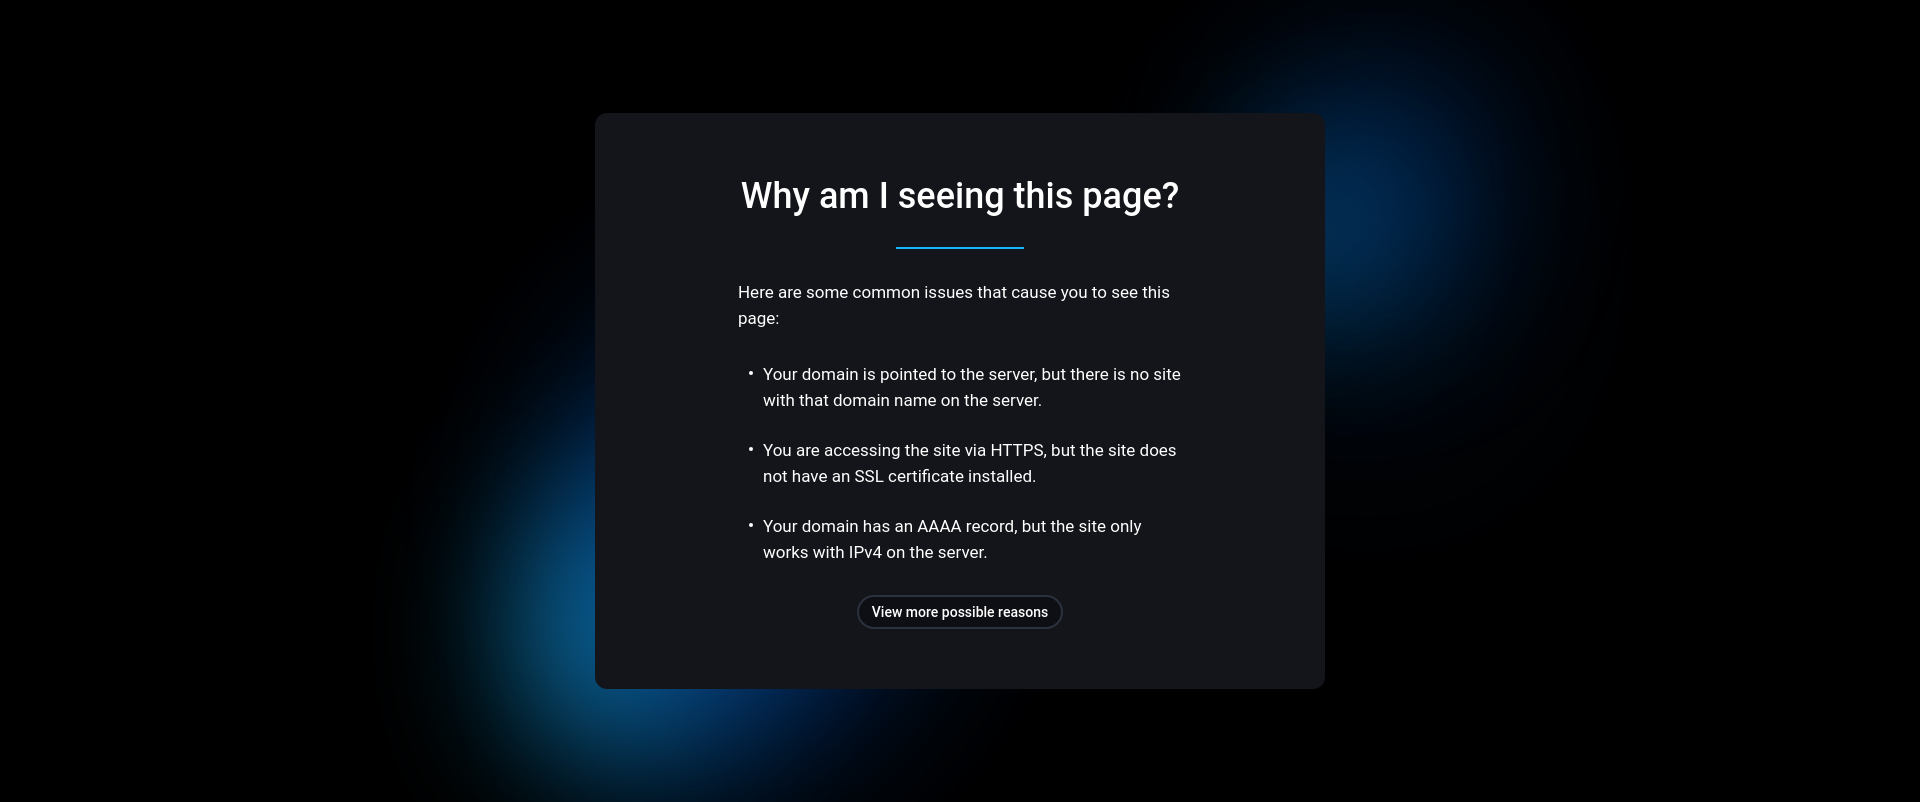 Why am I seeing this page?
Here are some common issues that cause you to see this
page:
• Your domain is pointed to the server, but there is no site
with that domain name on the server.
• You are accessing the site via HTTPS, but the site does
not have an SSL certificate installed.
• Your domain has an AAAA record, but the site only
works with IPv4 on the server.
View more possible reasons